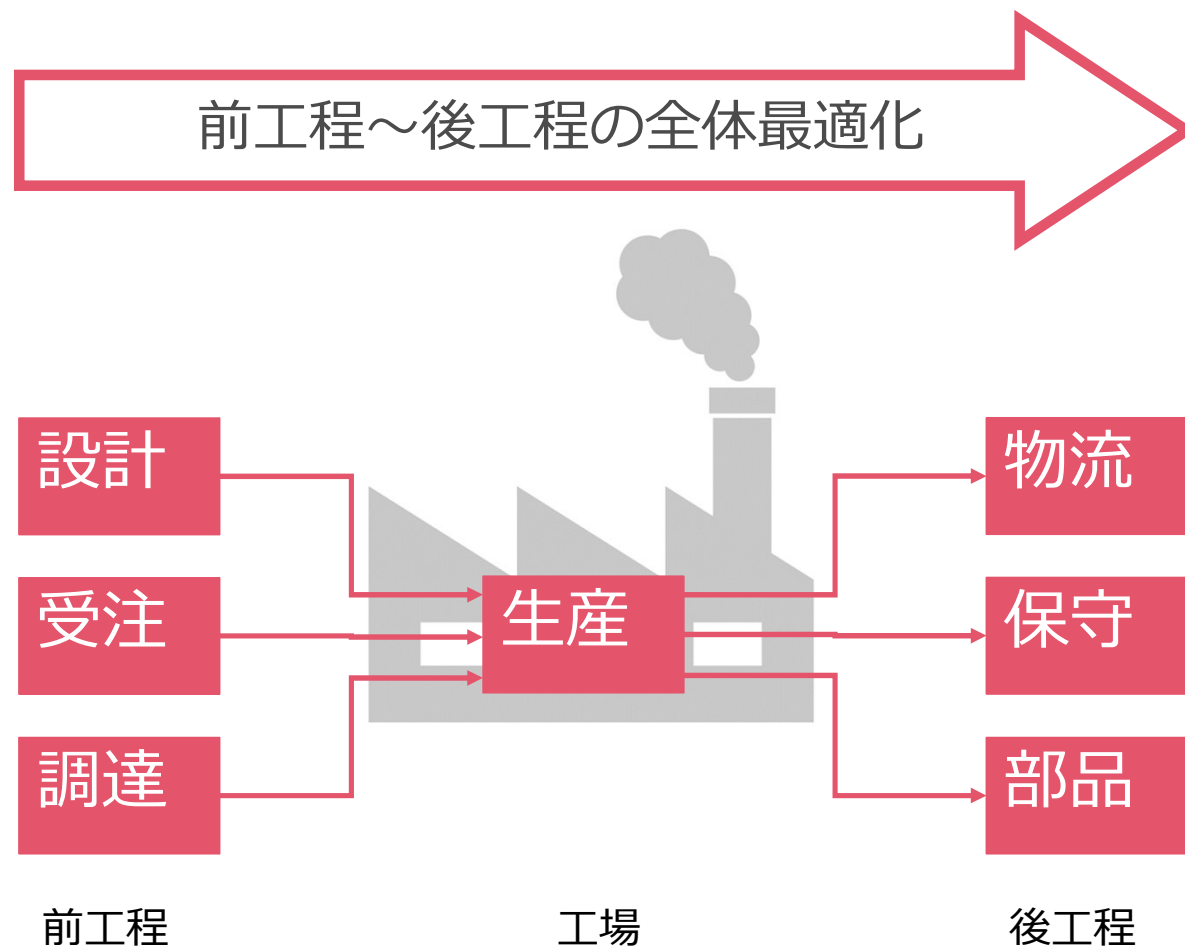 前工程～後工程の全体最適化
設計
受注
調達
生産
物流
保守
部品
前工程
工場
後工程